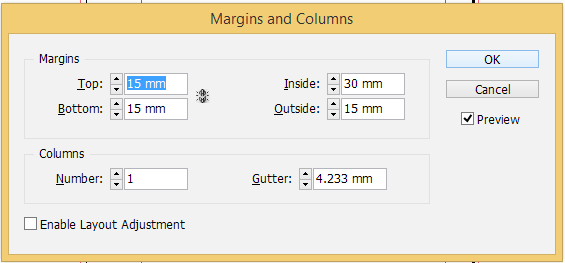 Margins and Columns
Margins
Top: 15 mm Inside: 30 mm
Bottom: 15 mm Outside: 15 mm
OK
Cancel
Preview
Columns
Number: 1 Gutter: 4.233 mm
Enable Layout Adjustment